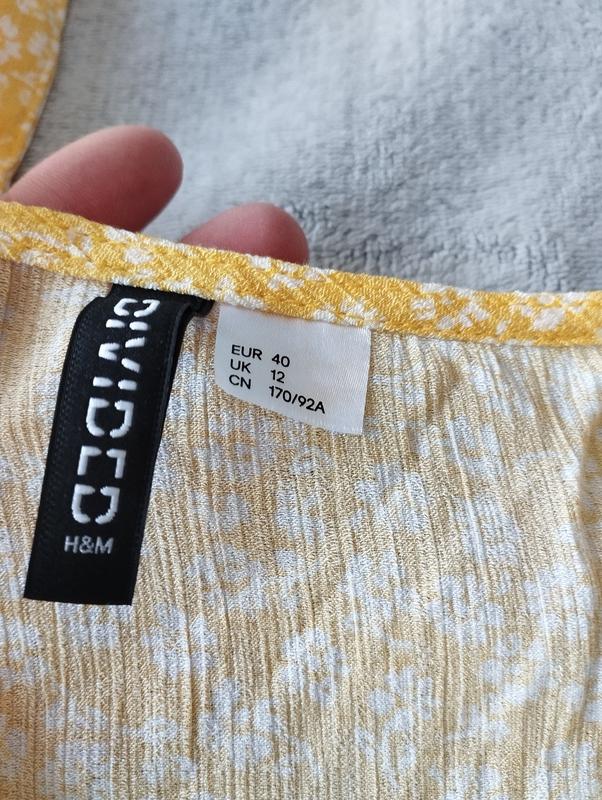 DIVIDED
H&M
EUR 40
UK 12
CN 170/92A